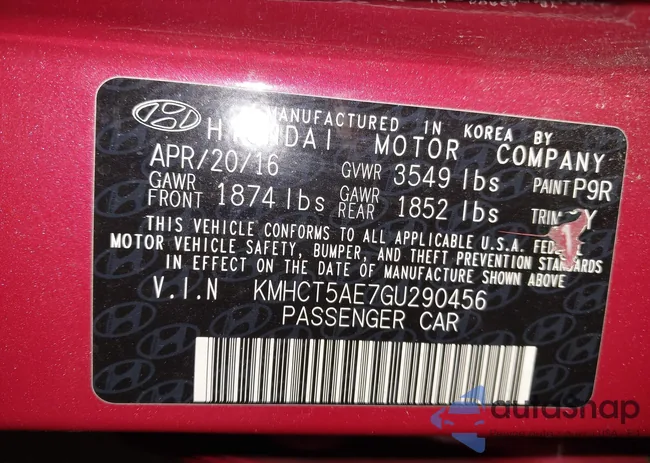 MANUFACTURED IN KOREA BY
HYUNDAI MOTOR COMPANY
APR/20/16 GVWR 3549 lbs PAINT P9R
GAWR FRONT 1874 lbs GAWR REAR 1852 lbs TRIM
THIS VEHICLE CONFORMS TO ALL APPLICABLE U.S.A. FEDERAL
MOTOR VEHICLE SAFETY, BUMPER, AND THEFT PREVENTION STANDARDS
IN EFFECT ON THE DATE OF MANUFACTURE SHOWN ABOVE
V.I.N KMHCT5AE7GU290456
PASSENGER CAR
autosnap